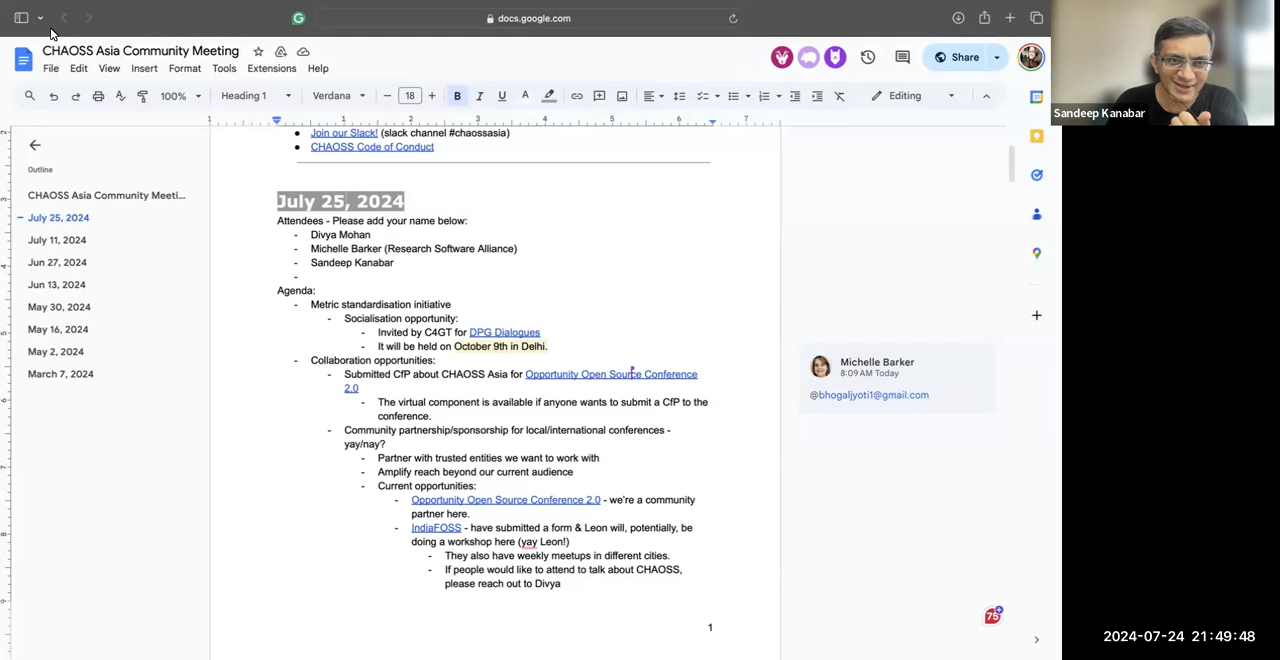 docs.google.com
CHAOSS Asia Community Meeting
File Edit View Insert Format Tools Extensions Help
Share
100% Heading 1 Verdana 18 B I U A Editing
1 1 2 3 4 5 6 7
Outline
CHAOSS Asia Community Meeti...
July 25, 2024
July 11, 2024
Jun 27, 2024
Jun 13, 2024
May 30, 2024
May 16, 2024
May 2, 2024
March 7, 2024
Join our Slack! (slack channel #chaossasia)
CHAOSS Code of Conduct
July 25, 2024
Attendees - Please add your name below:
- Divya Mohan
- Michelle Barker (Research Software Alliance)
- Sandeep Kanabar
-
Agenda:
- Metric standardisation initiative
- Socialisation opportunity:
- Invited by C4GT for DPG Dialogues
- It will be held on October 9th in Delhi.
- Collaboration opportunities:
- Submitted CfP about CHAOSS Asia for Opportunity Open Source Conference
2.0
- The virtual component is available if anyone wants to submit a CfP to the
conference.
- Community partnership/sponsorship for local/international conferences -
yay/nay?
- Partner with trusted entities we want to work with
- Amplify reach beyond our current audience
- Current opportunities:
- Opportunity Open Source Conference 2.0 - we're a community
partner here.
- IndiaFOSS - have submitted a form & Leon will, potentially, be
doing a workshop here (yay Leon!)
- They also have weekly meetups in different cities.
- If people would like to attend to talk about CHAOSS,
please reach out to Divya
1
Michelle Barker
8:09 AM Today
@bhogaljyoti1@gmail.com
75
Sandeep Kanabar
2024-07-24 21:49:48